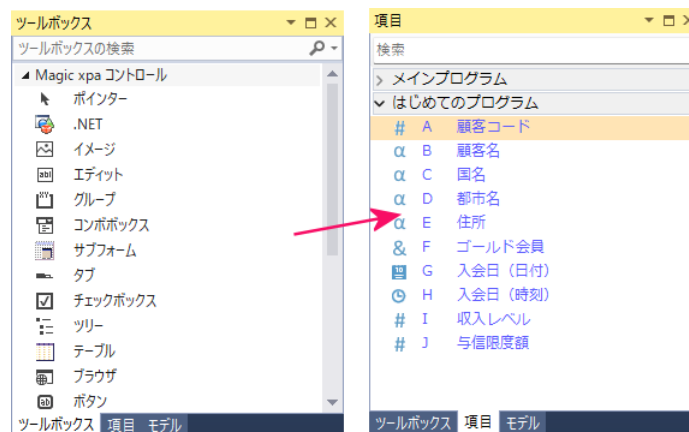 ツールボックス
ツールボックスの検索
Magic xpa コントロール
ポインター
.NET
イメージ
エディット
グループ
コンボボックス
サブフォーム
タブ
チェックボックス
ツリー
テーブル
ブラウザ
ボタン
ツールボックス 項目 モデル
項目
検索
メインプログラム
はじめてのプログラム
# A 顧客コード
α B 顧客名
α C 国名
α D 都市名
α E 住所
& F ゴールド会員
10 G 入会日（日付）
H 入会日（時刻）
# I 収入レベル
# J 与信限度額
ツールボックス 項目 モデル